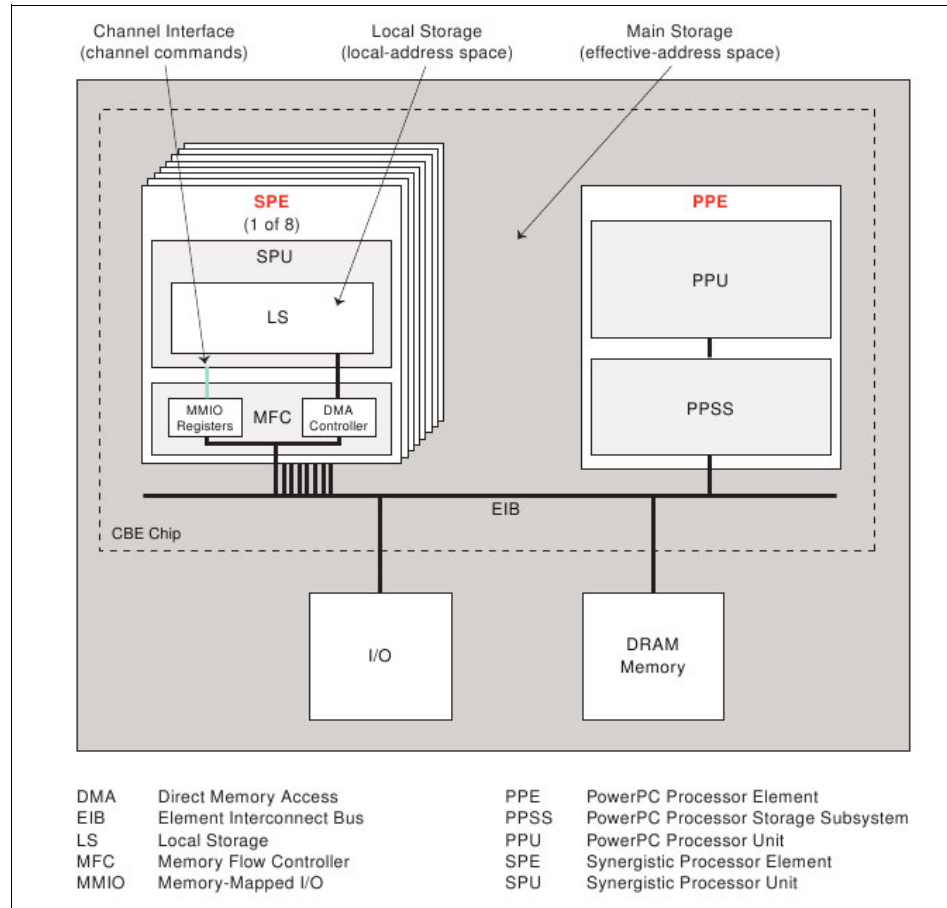 Channel Interface
(channel commands)
Local Storage
(local-address space)
Main Storage
(effective-address space)
SPE
(1 of 8)
SPU
LS
MMIO
Registers
MFC
DMA
Controller
PPE
PPU
PPSS
EIB
CBE Chip
I/O
DRAM
Memory
DMA Direct Memory Access
EIB Element Interconnect Bus
LS Local Storage
MFC Memory Flow Controller
MMIO Memory-Mapped I/O
PPE PowerPC Processor Element
PPSS PowerPC Processor Storage Subsystem
PPU PowerPC Processor Unit
SPE Synergistic Processor Element
SPU Synergistic Processor Unit